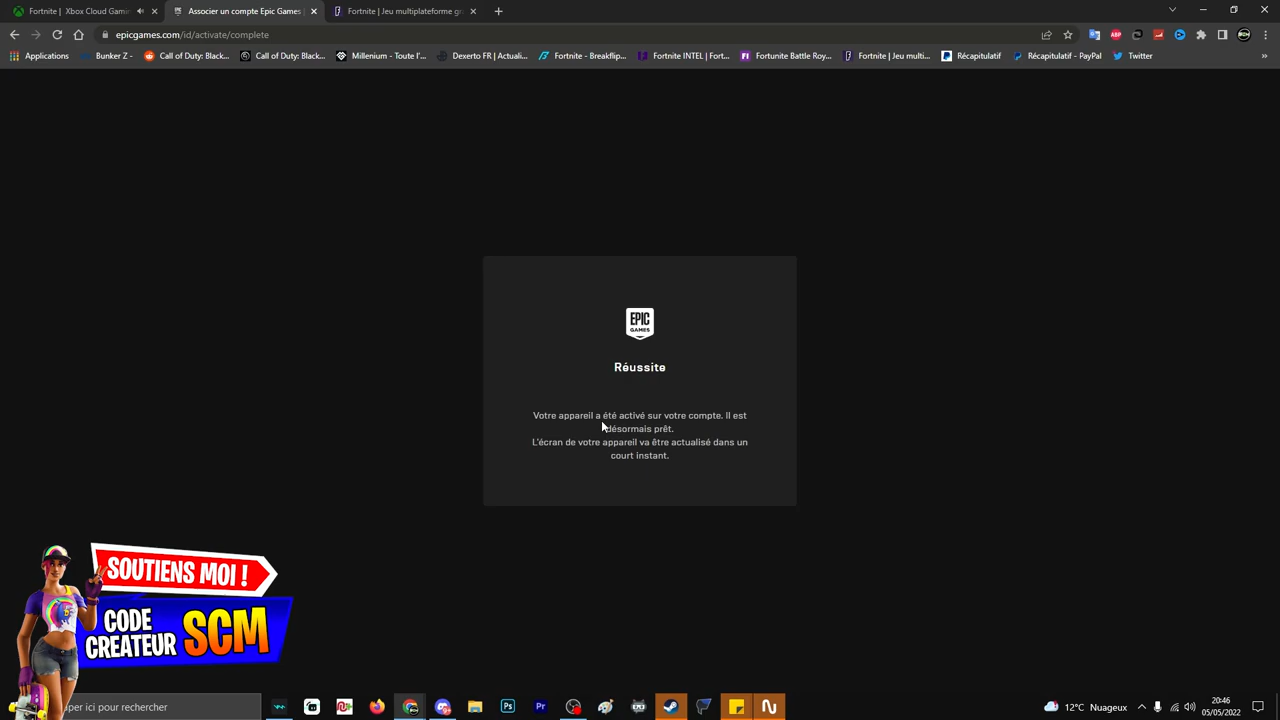 Fortnite | Xbox Cloud Gamin
Associer un compte Epic Games
Fortnite | Jeu multiplateforme gr
epicgames.com/id/activate/complete
Applications
Bunker Z -
Call of Duty: Black...
Call of Duty: Black...
Millenium - Toute l'...
Dexerto FR | Actuali...
Fortnite - Breakflip...
Fortnite INTEL | Fort...
Fortunite Battle Roy...
Fortnite | Jeu multi...
Récapitulatif
Récapitulatif - PayPal
Twitter
»
EPIC
GAMES
Réussite
Votre appareil a été activé sur votre compte. Il est
désormais prêt.
L'écran de votre appareil va être actualisé dans un
court instant.
SOUTIENS MOI !
CODE
CREATEUR SCM
per ici pour rechercher
12°C Nuageux
20:46
05/05/2022